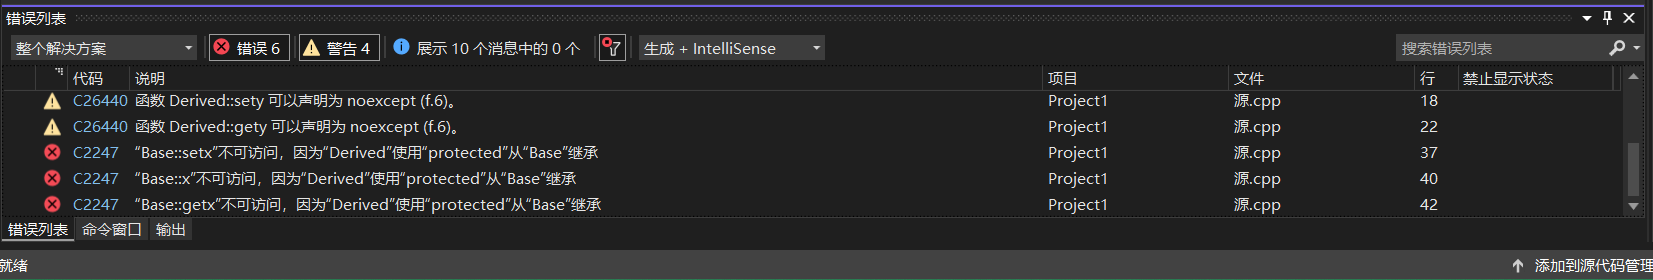 错误列表
整个解决方案 错误 6 警告 4 展示 10 个消息中的 0 个 生成 + IntelliSense 搜索错误列表
代码 说明 项目 文件 行 禁止显示状态
C26440 函数 Derived::sety 可以声明为 noexcept (f.6)。 Project1 源.cpp 18
C26440 函数 Derived::gety 可以声明为 noexcept (f.6)。 Project1 源.cpp 22
C2247 “Base::setx”不可访问，因为“Derived”使用“protected”从“Base”继承 Project1 源.cpp 37
C2247 “Base::x”不可访问，因为“Derived”使用“protected”从“Base”继承 Project1 源.cpp 40
C2247 “Base::getx”不可访问，因为“Derived”使用“protected”从“Base”继承 Project1 源.cpp 42
错误列表 命令窗口 输出
就绪 添加到源代码管理